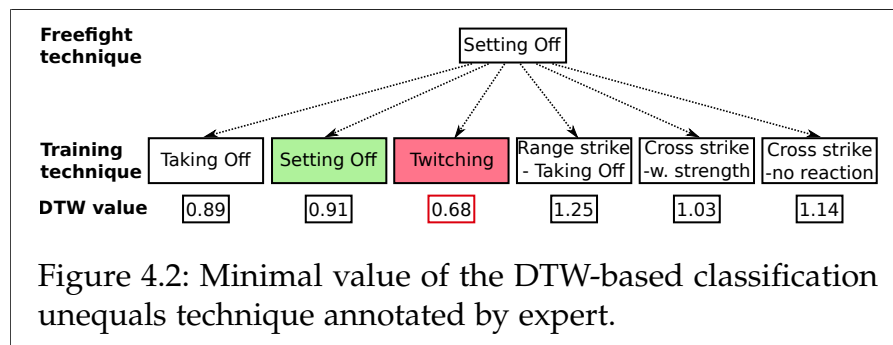 Freefight
technique
Setting Off
Training
technique
Taking Off
Setting Off
Twitching
Range strike
- Taking Off
Cross strike
-w. strength
Cross strike
-no reaction
DTW value
0.89
0.91
0.68
1.25
1.03
1.14
Figure 4.2: Minimal value of the DTW-based classification
unequals technique annotated by expert.